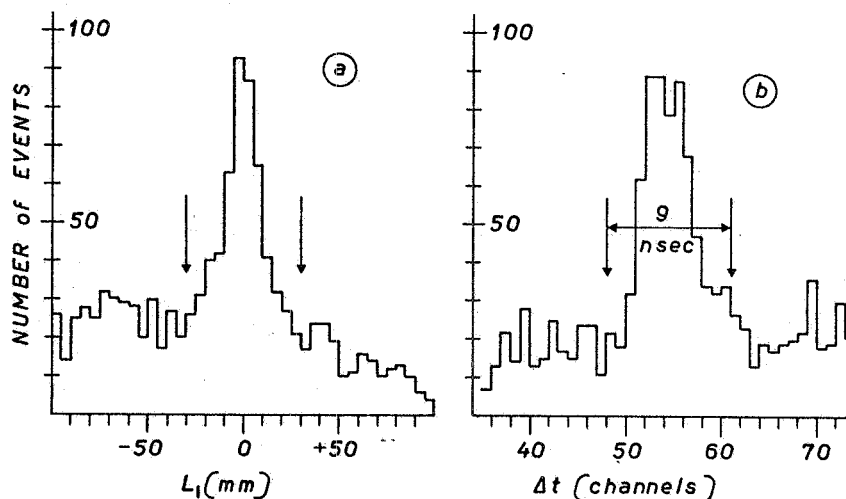 100
50
NUMBER of EVENTS
a
-50 0 +50
L₁(mm)
100
50
b
9
nsec
40 50 60 70
Δt (channels)